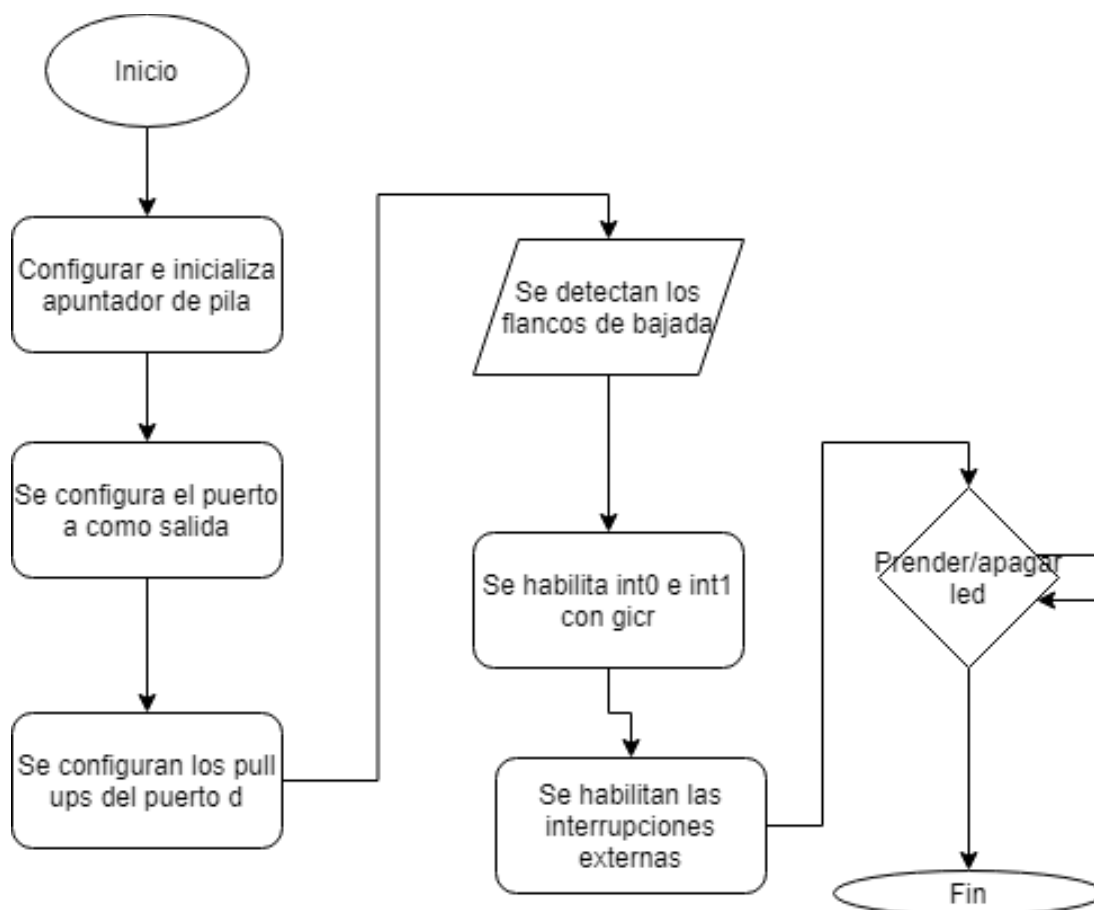 Inicio
Configurar e inicializa
apuntador de pila
Se configura el puerto
a como salida
Se configuran los pull
ups del puerto d
Se detectan los
flancos de bajada
Se habilita int0 e int1
con gicr
Se habilitan las
interrupciones
externas
Prender/apagar
led
Fin